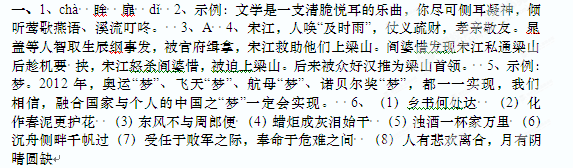 一、1、chà 賒 靡 dǐ 2、示例：文学是一支清脆悦耳的乐曲，你尽可侧耳凝神，倾
听莺歌燕语、溪流叮咚。 3、A 4、宋江，人唤“及时雨”，仗义疏财，孝亲敬友。晁
盖等人智取生辰纲事发，被官府缉拿，宋江救助他们上梁山。阎婆惜发现宋江私通梁山
后趁机要·挟，宋江怒杀阎婆惜，被迫上梁山。后来被众好汉推为梁山首领。 5、示例：
梦。2012 年，奥运“梦”、飞天“梦”、航母“梦”、诺贝尔奖“梦”，都一一实现，我们
相信，融合国家与个人的中国之“梦”一定会实现。 6、（1）乡书何处达 （2）化
作春泥更护花 （3）东风不与周郎便 （4）蜡炬成灰泪始干 （5）浊酒一杯家万里（6）
沉舟侧畔千帆过（7）受任于败军之际，奉命于危难之间 （8）人有悲欢离合，月有阴
晴圆缺